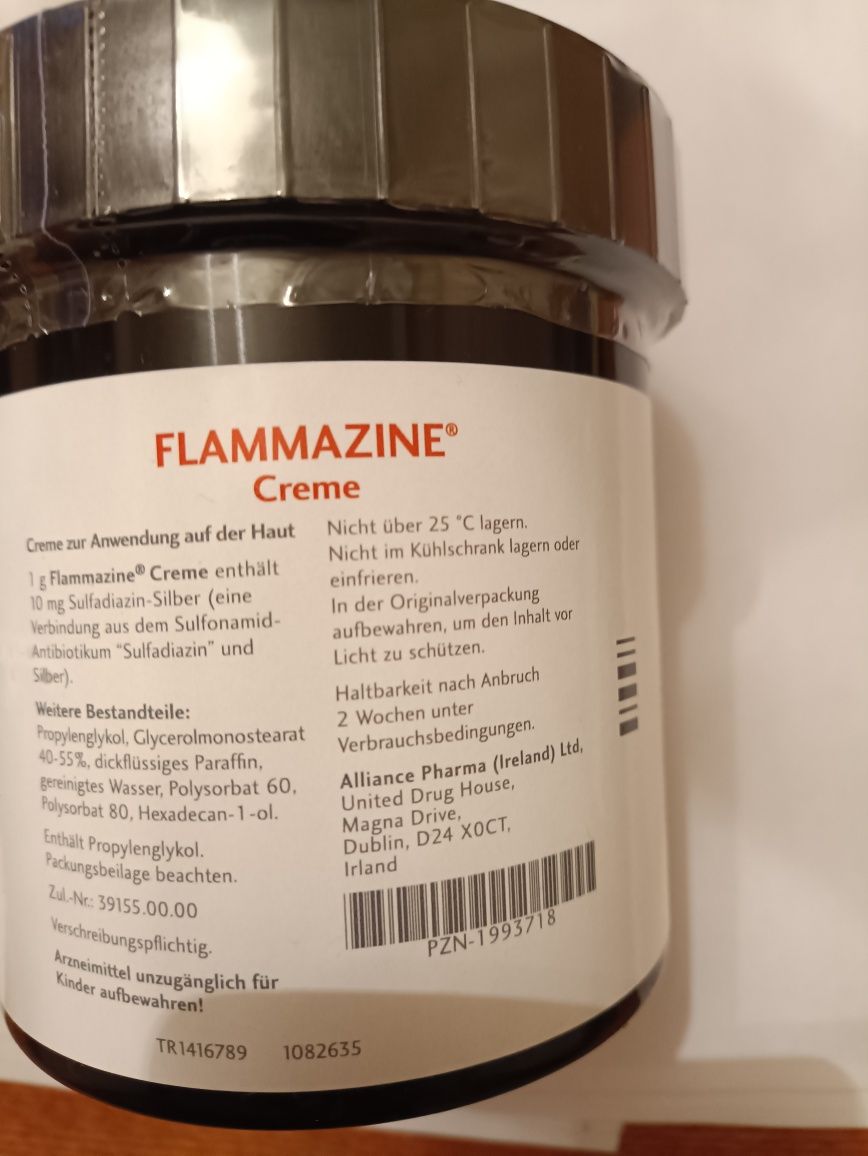 FLAMMAZINE®
Creme
Creme zur Anwendung auf der Haut
1 g Flammazine® Creme enthält
10 mg Sulfadiazin-Silber (eine
Verbindung aus dem Sulfonamid-
Antibiotikum "Sulfadiazin" und
Silber).
Weitere Bestandteile:
Propylenglykol, Glycerolmonostearat
40-55%, dickflüssiges Paraffin,
gereinigtes Wasser, Polysorbat 60,
Polysorbat 80, Hexadecan-1-ol.
Enthält Propylenglykol.
Packungsbeilage beachten.
Zul.-Nr.: 39155.00.00
Verschreibungspflichtig.
Arzneimittel unzugänglich für
Kinder aufbewahren!
Nicht über 25 °C lagern.
Nicht im Kühlschrank lagern oder
einfrieren.
In der Originalverpackung
aufbewahren, um den Inhalt vor
Licht zu schützen.
Haltbarkeit nach Anbruch
2 Wochen unter
Verbrauchsbedingungen.
Alliance Pharma (Ireland) Ltd,
United Drug House,
Magna Drive,
Dublin, D24 X0CT,
Irland
PZN-1993718
TR1416789 1082635